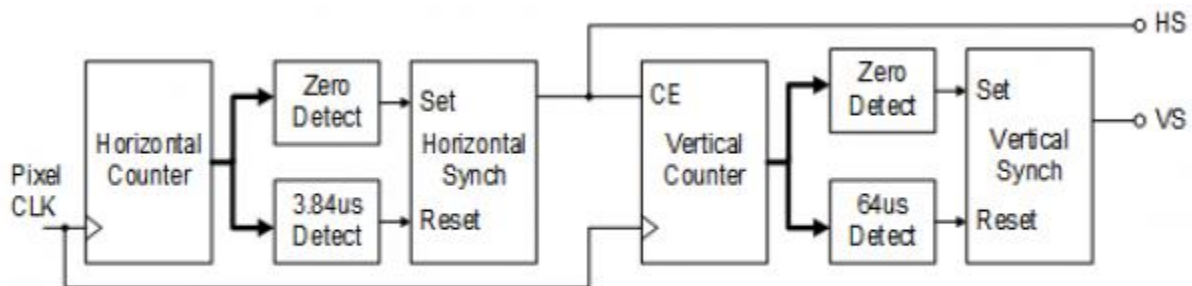 Pixel
CLK
Horizontal
Counter
Zero
Detect
3.84us
Detect
Set
Horizontal
Synch
Reset
CE
Vertical
Counter
Zero
Detect
64us
Detect
Set
Vertical
Synch
Reset
HS
VS